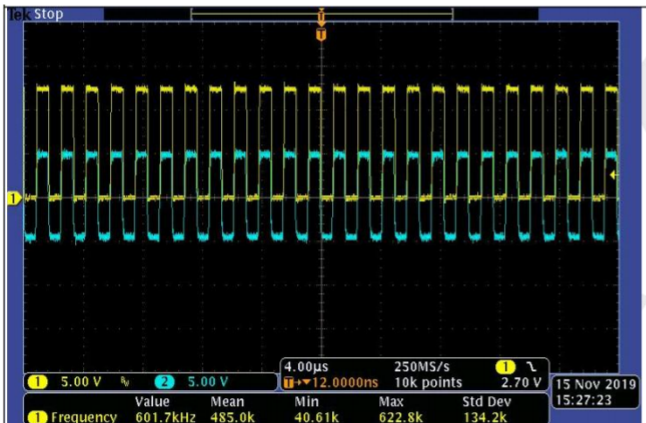 Tek Stop
T
T
1
4.00μs 250MS/s 1
1 5.00 V 2 5.00 V T→▼12.0000ns 10k points 2.70 V
15 Nov 2019
15:27:23
Value Mean Min Max Std Dev
1 Frequency 601.7kHz 485.0k 40.61k 622.8k 134.2k